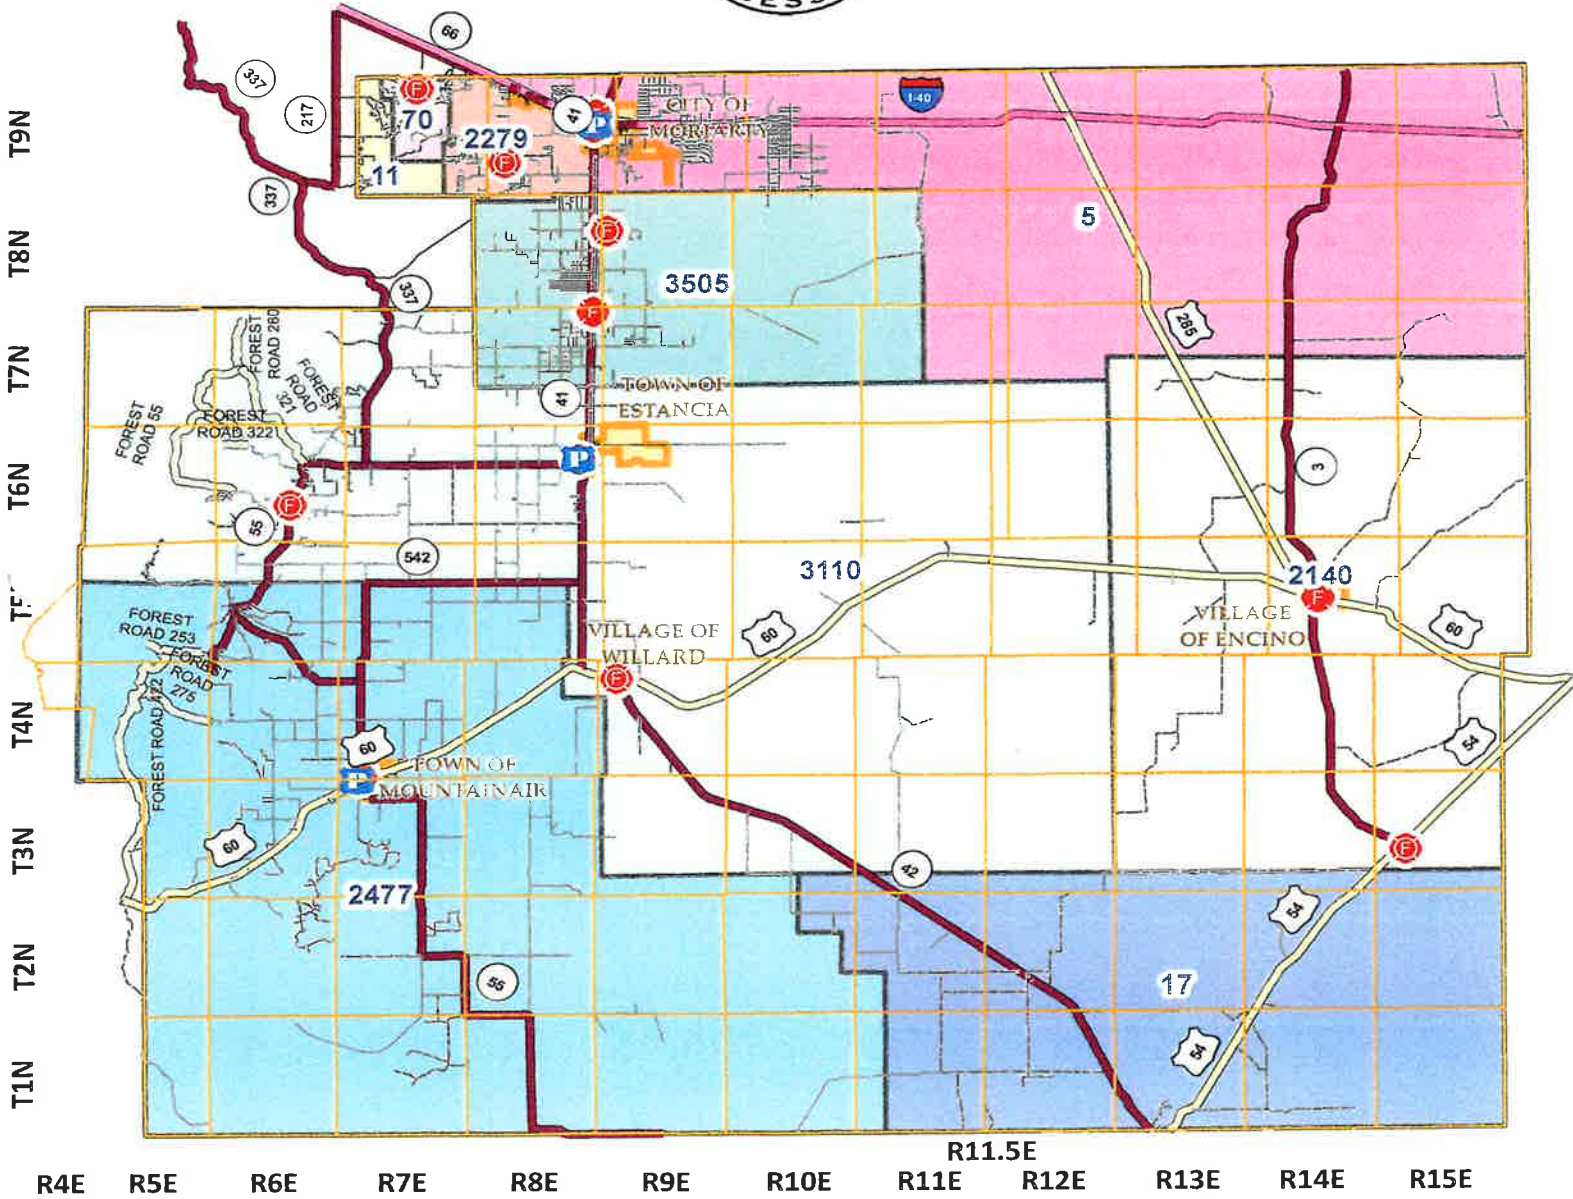 ESS
66
337
217
T9N
70
41
I-40
CITY OF
MORIARTY
2279
11
337
5
T8N
3505
337
285
FOREST
ROAD 280
T7N
FOREST
ROAD
321
TOWN OF
ESTANCIA
41
FOREST
ROAD 55
FOREST
ROAD 322
3
T6N
55
542
3110
2140
FOREST
ROAD 253
VILLAGE
OF ENCINO
60
VILLAGE OF
WILLARD
60
FOREST
ROAD
275
T4N
FOREST ROAD 422
60
54
TOWN OF
MOUNTAINAIR
60
T3N
42
2477
54
T2N
55
17
54
T1N
R11.5E
R4E R5E R6E R7E R8E R9E R10E R11E R12E R13E R14E R15E